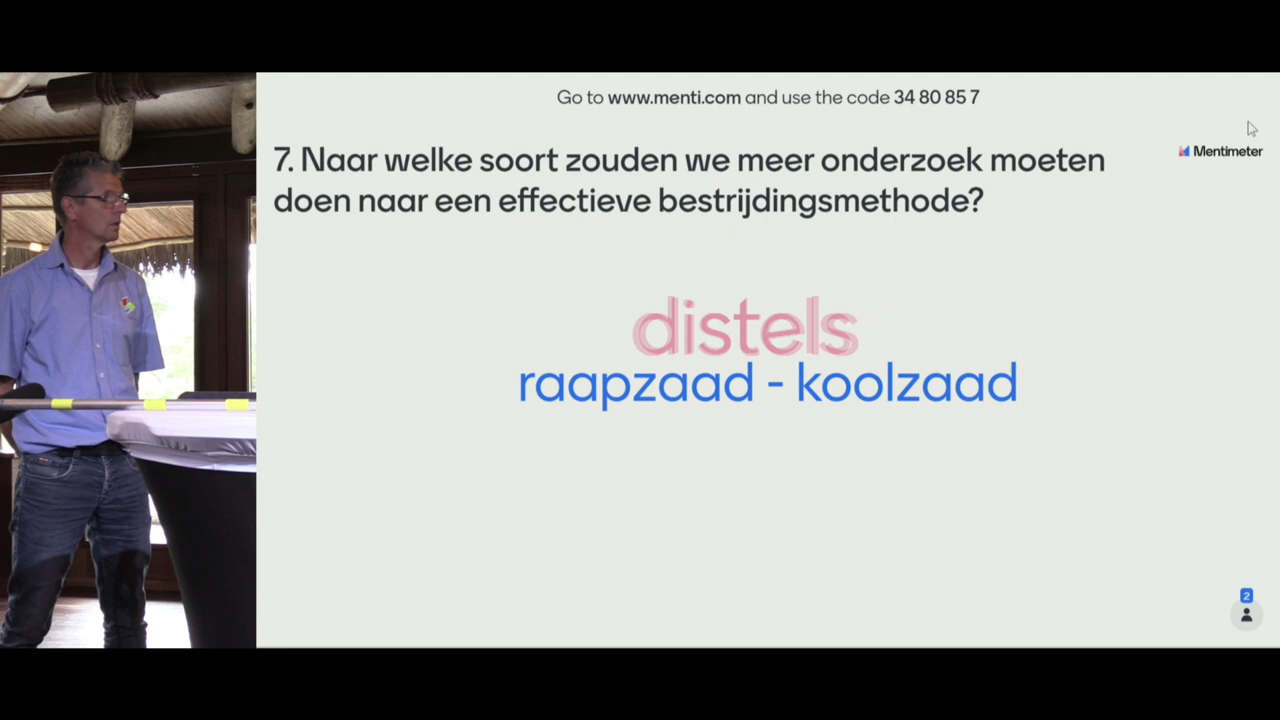 Go to www.menti.com and use the code 34 80 85 7
7. Naar welke soort zouden we meer onderzoek moeten
doen naar een effectieve bestrijdingsmethode?
Mentimeter
distels
raapzaad - koolzaad
2